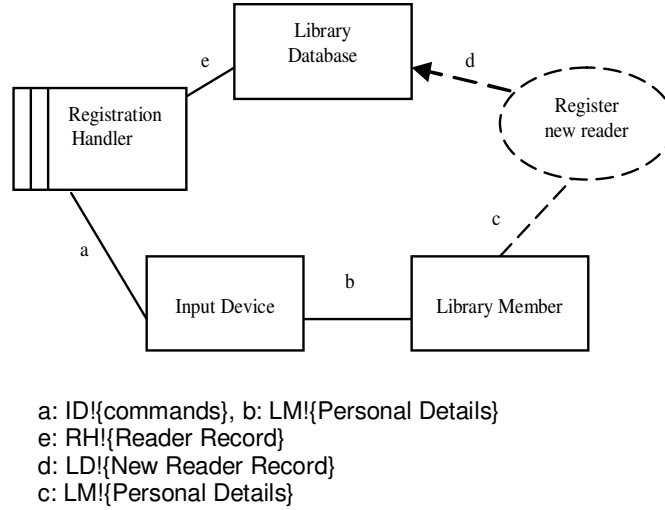 Library
Database
e
d
Registration
Handler
Register
new reader
a
c
b
Input Device
Library Member
a: ID!{commands}, b: LM!{Personal Details}
e: RH!{Reader Record}
d: LD!{New Reader Record}
c: LM!{Personal Details}